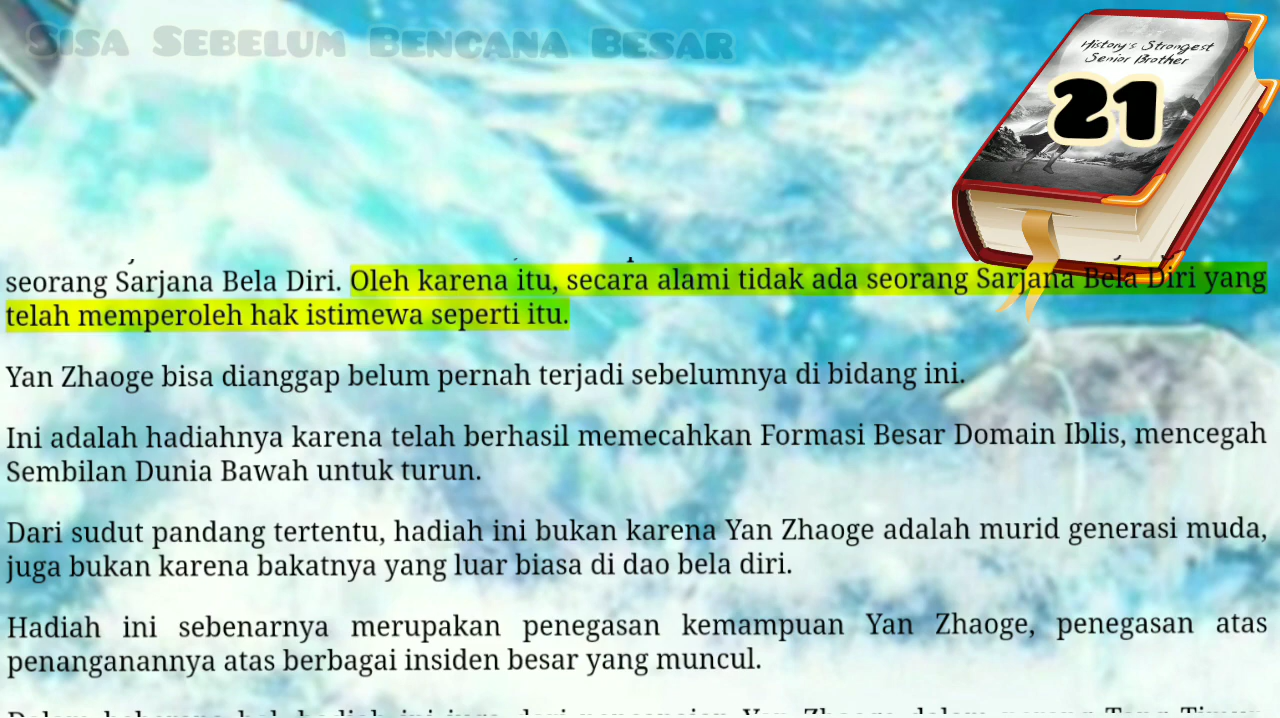 Sisa Sebelum Bencana Besar
History's Strongest
Senior Brother
21
seorang Sarjana Bela Diri. Oleh karena itu, secara alami tidak ada seorang Sarjana Bela Diri yang
telah memperoleh hak istimewa seperti itu.
Yan Zhaoge bisa dianggap belum pernah terjadi sebelumnya di bidang ini.
Ini adalah hadiahnya karena telah berhasil memecahkan Formasi Besar Domain Iblis, mencegah
Sembilan Dunia Bawah untuk turun.
Dari sudut pandang tertentu, hadiah ini bukan karena Yan Zhaoge adalah murid generasi muda,
juga bukan karena bakatnya yang luar biasa di dao bela diri.
Hadiah ini sebenarnya merupakan penegasan kemampuan Yan Zhaoge, penegasan atas
penanganannya atas berbagai insiden besar yang muncul.